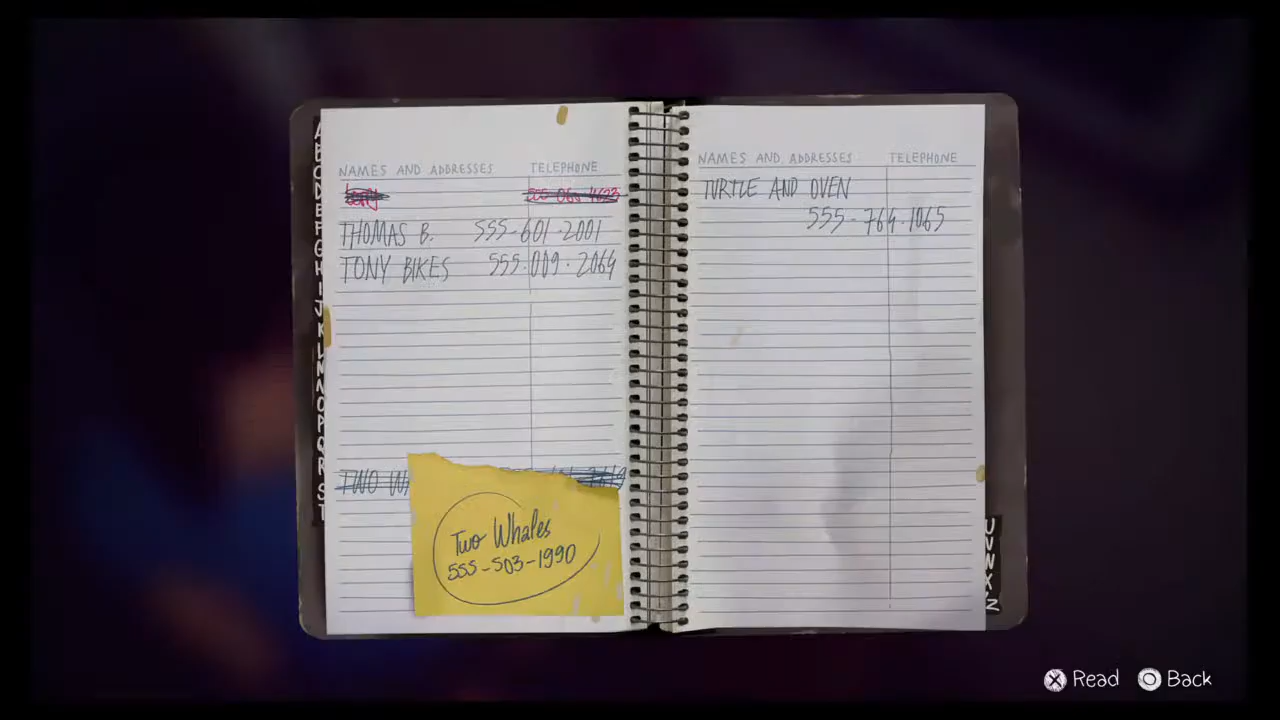 NAMES AND ADDRESSES TELEPHONE
THOMAS B. 555-601-2001
TONY BIKES 555.009.2064
TWO
Two Whales
555-503-1990
NAMES AND ADDRESSES TELEPHONE
TURTLE AND OVEN
555-764-1065
A
B
C
D
E
F
G
H
I
J
K
L
M
N
O
P
Q
R
S
T
U
V
W
X
Z
Read Back